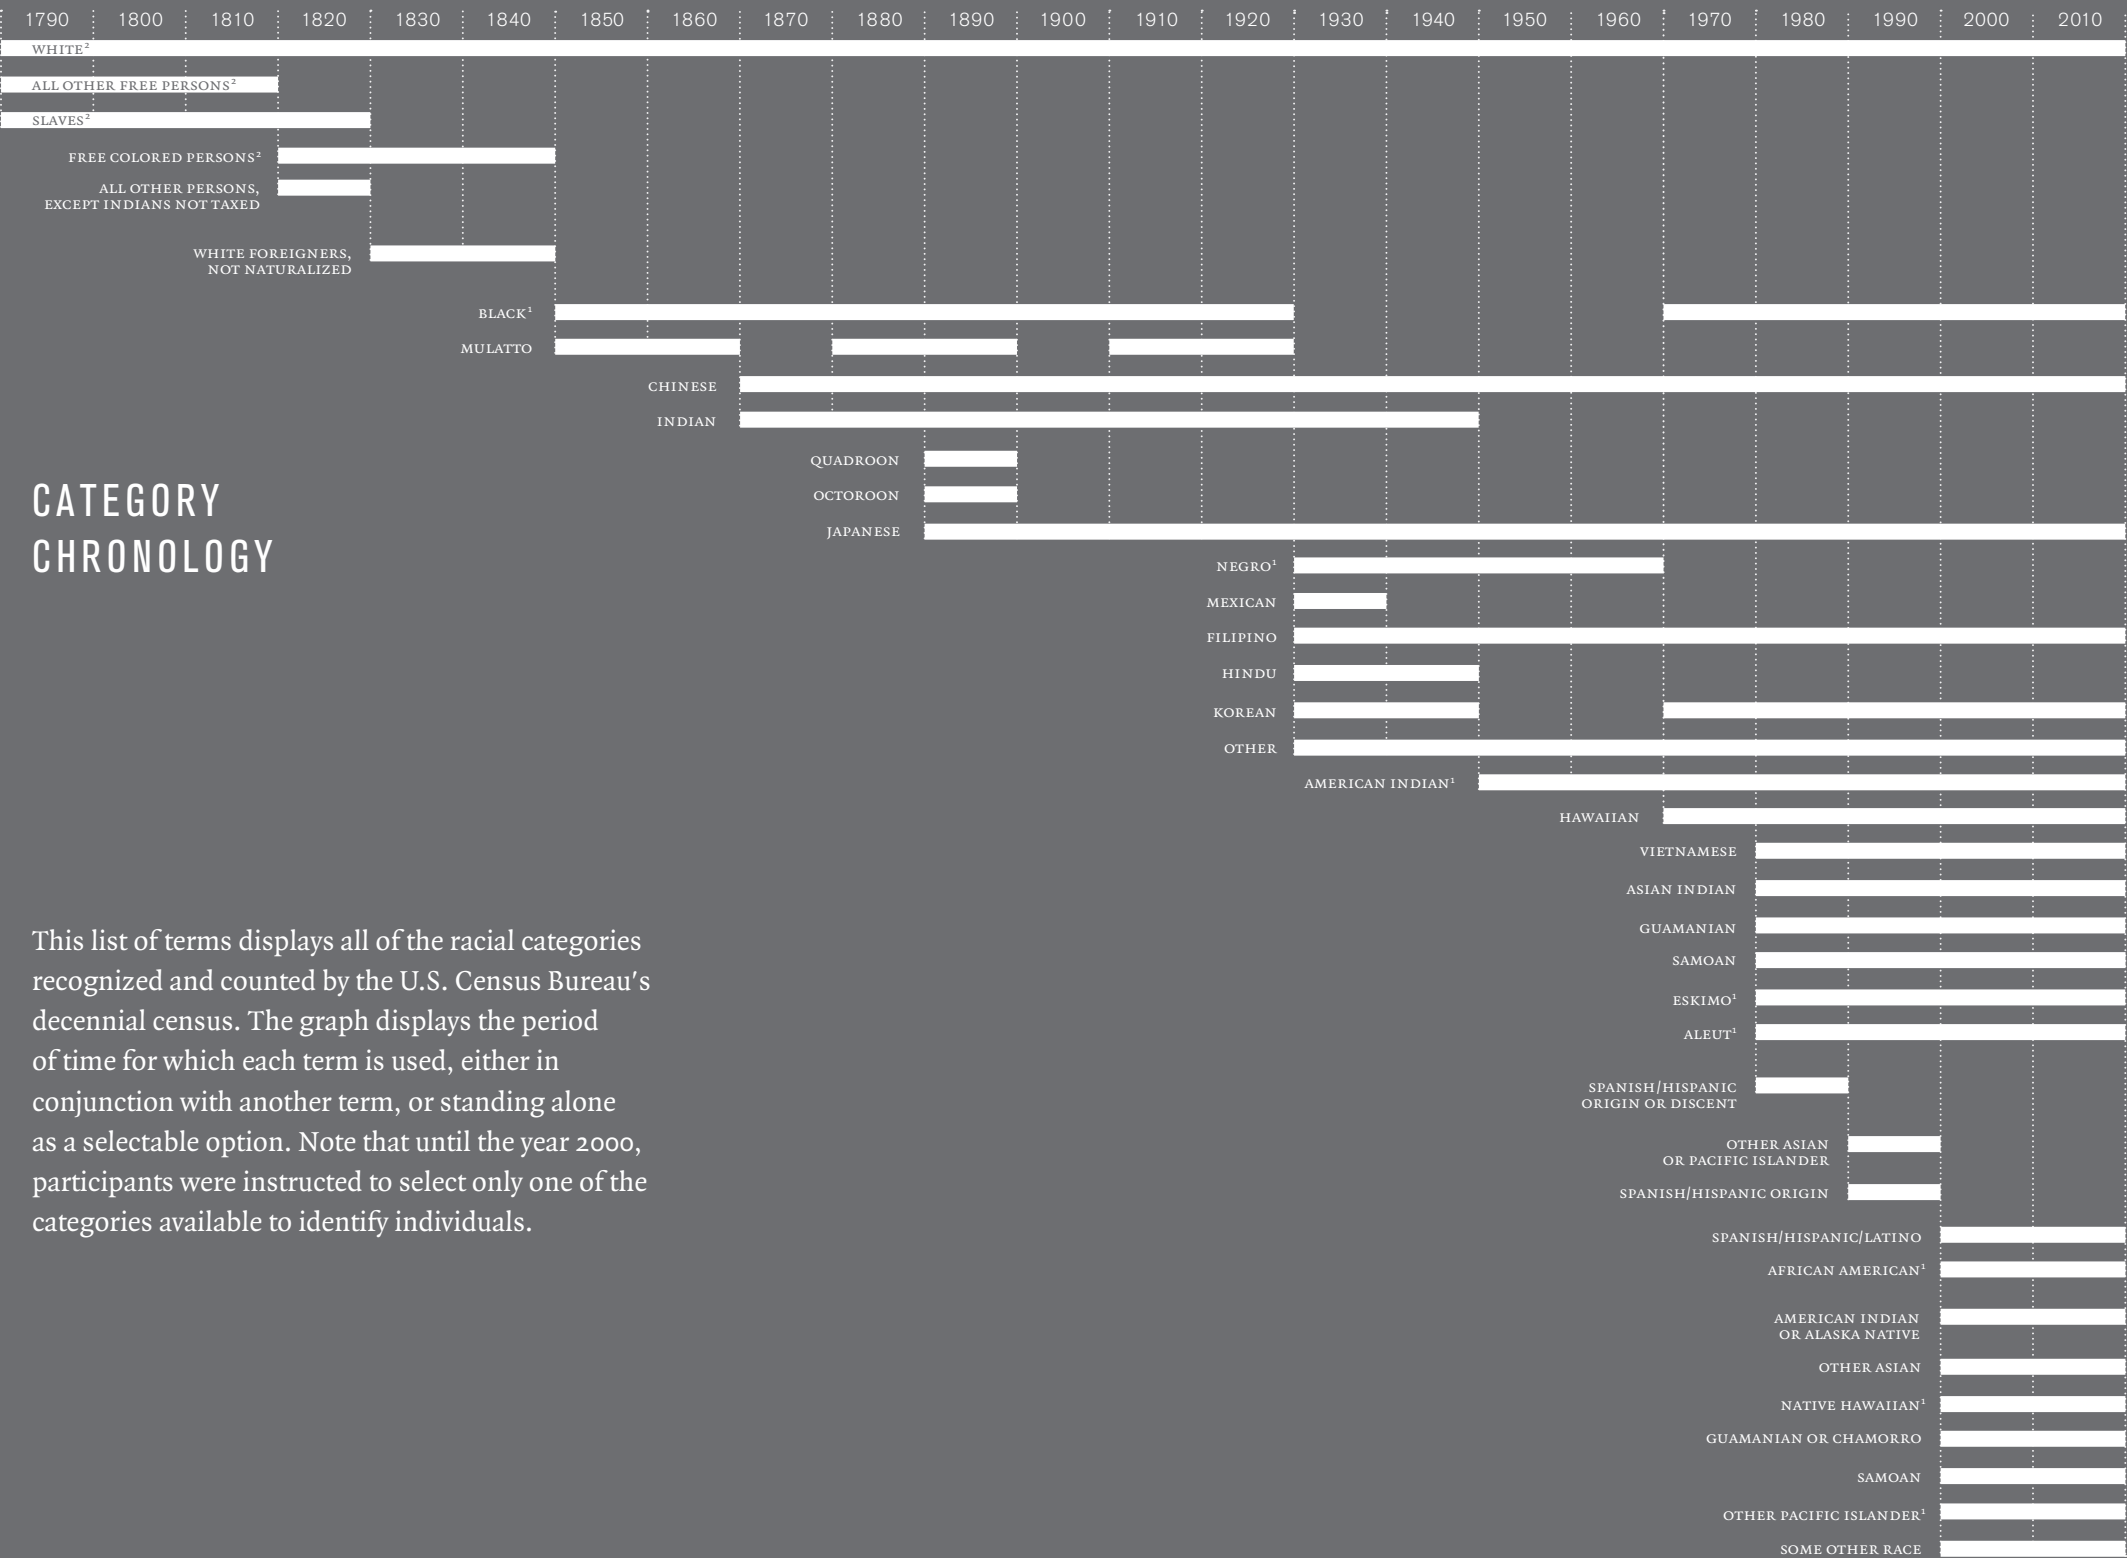 1790 1800 1810 1820 1830 1840 1850 1860 1870 1880 1890 1900 1910 1920 1930 1940 1950 1960 1970 1980 1990 2000 2010
WHITE²
ALL OTHER FREE PERSONS²
SLAVES²
FREE COLORED PERSONS²
ALL OTHER PERSONS,
EXCEPT INDIANS NOT TAXED
WHITE FOREIGNERS,
NOT NATURALIZED
BLACK¹
MULATTO
CHINESE
INDIAN
QUADROON
OCTOROON
JAPANESE
NEGRO¹
MEXICAN
FILIPINO
HINDU
KOREAN
OTHER
AMERICAN INDIAN¹
HAWAIIAN
VIETNAMESE
ASIAN INDIAN
GUAMANIAN
SAMOAN
ESKIMO¹
ALEUT¹
SPANISH/HISPANIC
ORIGIN OR DISCENT
OTHER ASIAN
OR PACIFIC ISLANDER
SPANISH/HISPANIC ORIGIN
SPANISH/HISPANIC/LATINO
AFRICAN AMERICAN¹
AMERICAN INDIAN
OR ALASKA NATIVE
OTHER ASIAN
NATIVE HAWAIIAN¹
GUAMANIAN OR CHAMORRO
SAMOAN
OTHER PACIFIC ISLANDER¹
SOME OTHER RACE
CATEGORY
CHRONOLOGY
This list of terms displays all of the racial categories
recognized and counted by the U.S. Census Bureau's
decennial census. The graph displays the period
of time for which each term is used, either in
conjunction with another term, or standing alone
as a selectable option. Note that until the year 2000,
participants were instructed to select only one of the
categories available to identify individuals.